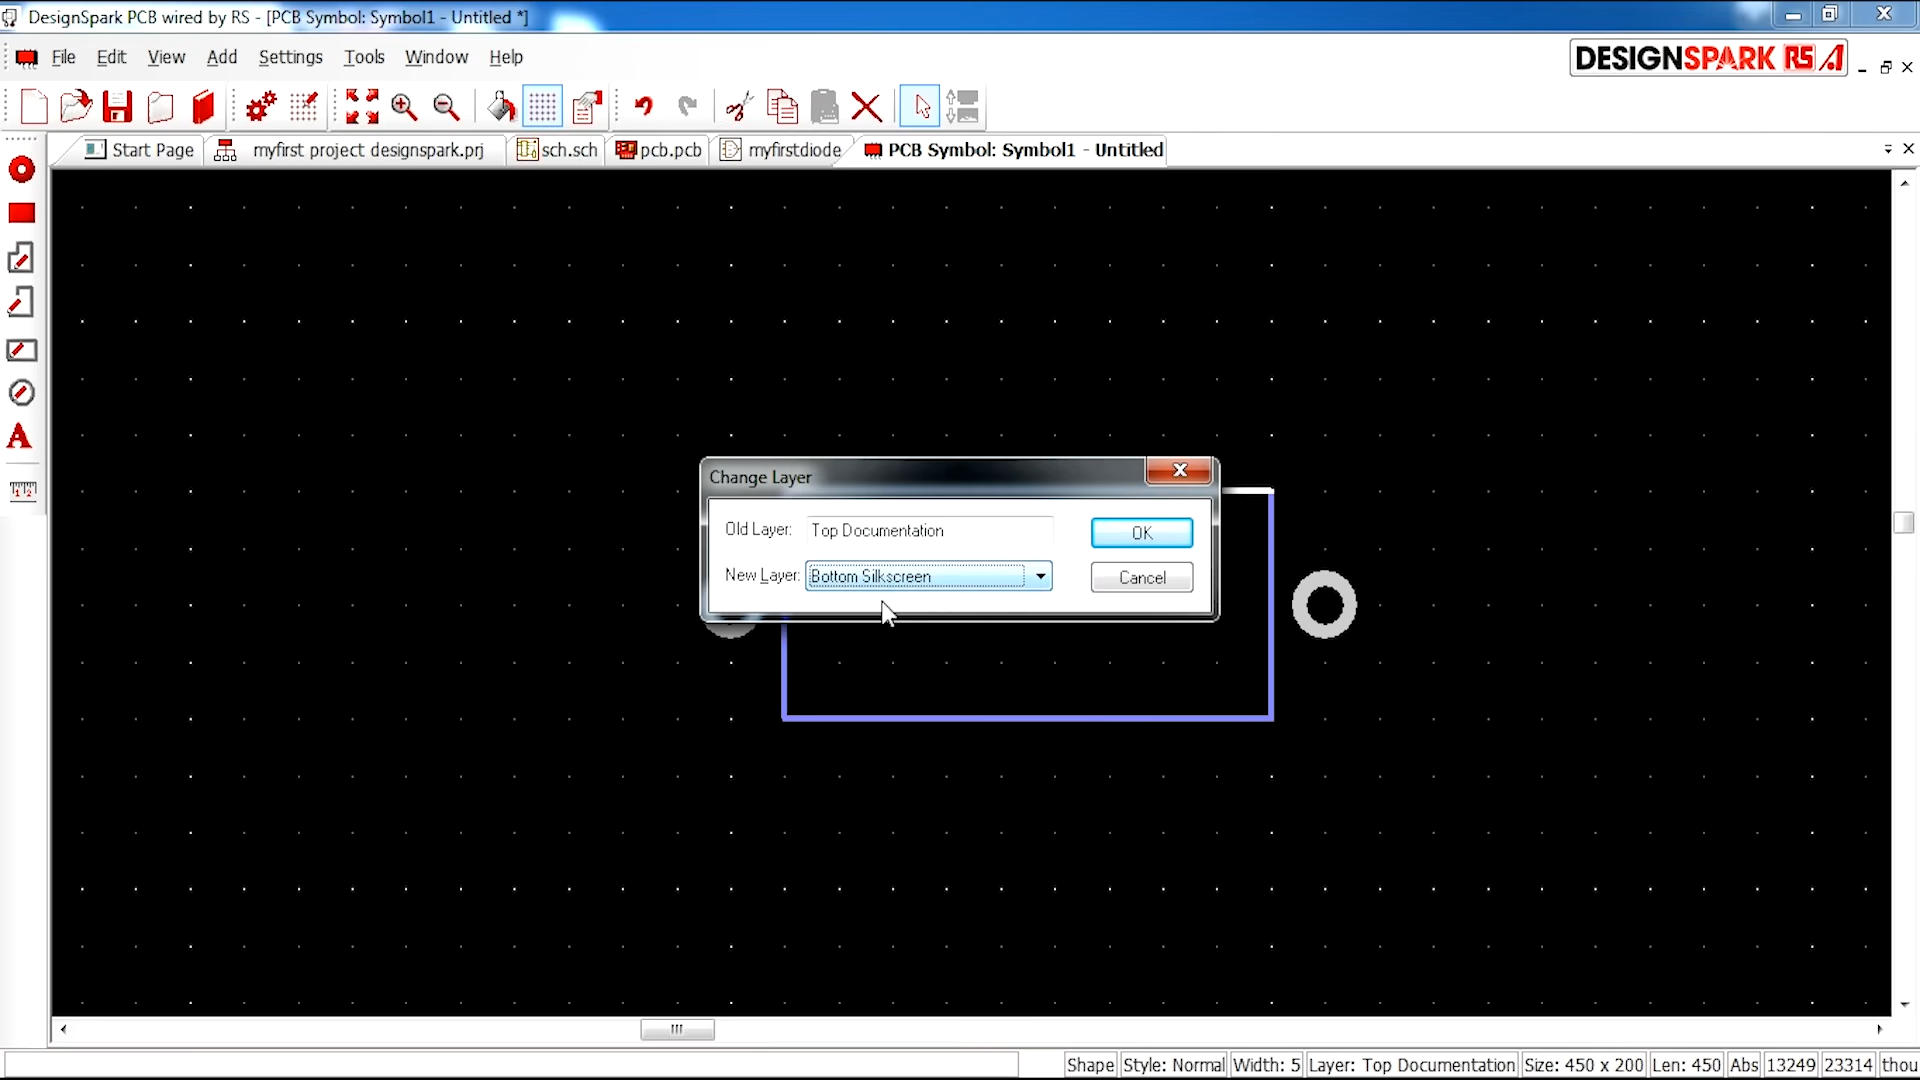 DesignSpark PCB wired by RS - [PCB Symbol: Symbol1 - Untitled *]
File Edit View Add Settings Tools Window Help
DESIGNSPARK RS
Start Page myfirst project designspark.prj sch.sch pcb.pcb myfirstdiode PCB Symbol: Symbol1 - Untitled
Change Layer
Old Layer: Top Documentation OK
New Layer: Bottom Silkscreen Cancel
Shape Style: Normal Width: 5 Layer: Top Documentation Size: 450 x 200 Len: 450 Abs 13249 23314 thou